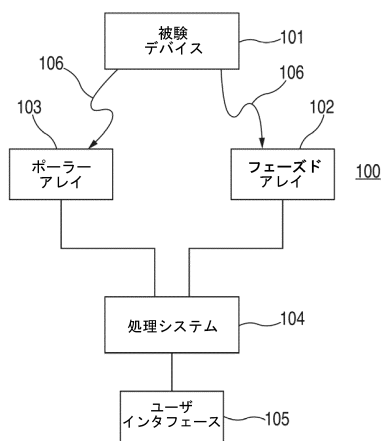 被験
デバイス
101
106
106
103
102
ポーラー
アレイ
フェーズド
アレイ
100
処理システム
104
ユーザ
インタフェース
105